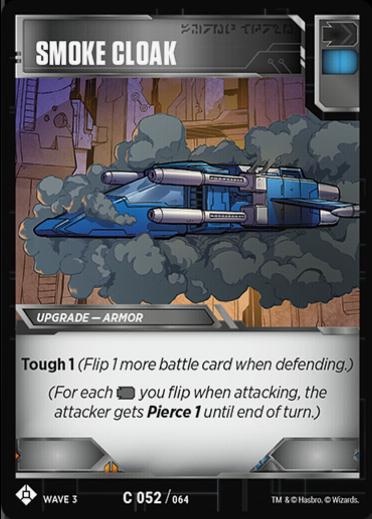 SMOKE CLOAK
UPGRADE — ARMOR
Tough 1 (Flip 1 more battle card when defending.)
(For each you flip when attacking, the
attacker gets Pierce 1 until end of turn.)
WAVE 3 C 052 / 064 TM & © Hasbro. © Wizards.